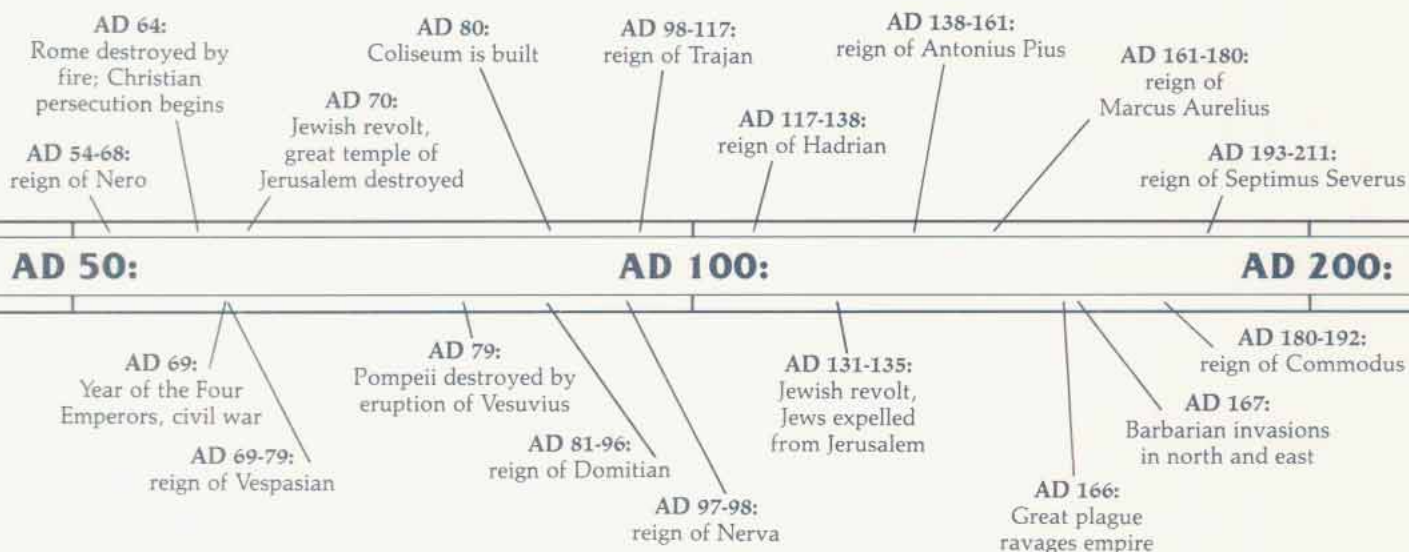 AD 64:
Rome destroyed by
fire; Christian
persecution begins
AD 54-68:
reign of Nero
AD 70:
Jewish revolt,
great temple of
Jerusalem destroyed
AD 80:
Coliseum is built
AD 98-117:
reign of Trajan
AD 117-138:
reign of Hadrian
AD 138-161:
reign of Antonius Pius
AD 161-180:
reign of
Marcus Aurelius
AD 193-211:
reign of Septimus Severus
AD 50:
AD 100:
AD 200:
AD 69:
Year of the Four
Emperors, civil war
AD 69-79:
reign of Vespasian
AD 79:
Pompeii destroyed by
eruption of Vesuvius
AD 81-96:
reign of Domitian
AD 97-98:
reign of Nerva
AD 131-135:
Jewish revolt,
Jews expelled
from Jerusalem
AD 180-192:
reign of Commodus
AD 167:
Barbarian invasions
in north and east
AD 166:
Great plague
ravages empire